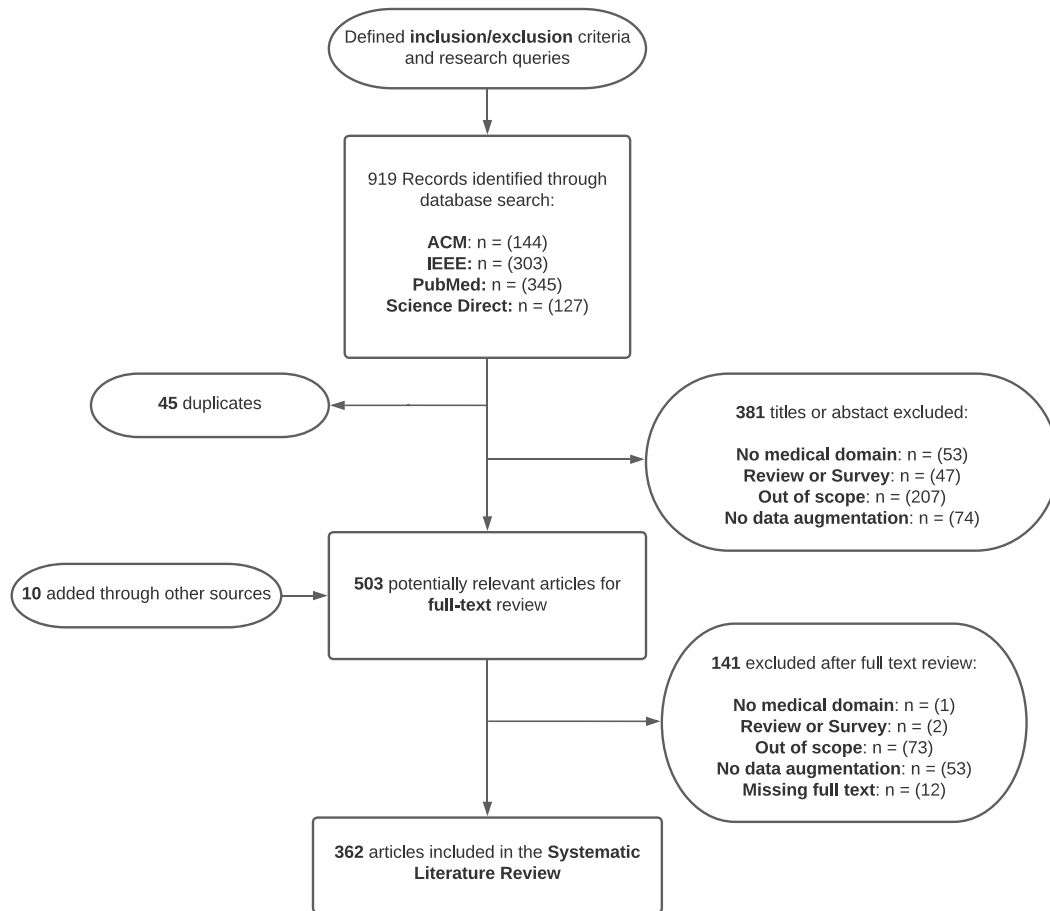 Defined inclusion/exclusion criteria
and research queries
919 Records identified through
database search:
ACM: n = (144)
IEEE: n = (303)
PubMed: n = (345)
Science Direct: n = (127)
45 duplicates
381 titles or abstact excluded:
No medical domain: n = (53)
Review or Survey: n = (47)
Out of scope: n = (207)
No data augmentation: n = (74)
10 added through other sources
503 potentially relevant articles for
full-text review
141 excluded after full text review:
No medical domain: n = (1)
Review or Survey: n = (2)
Out of scope: n = (73)
No data augmentation: n = (53)
Missing full text: n = (12)
362 articles included in the Systematic
Literature Review